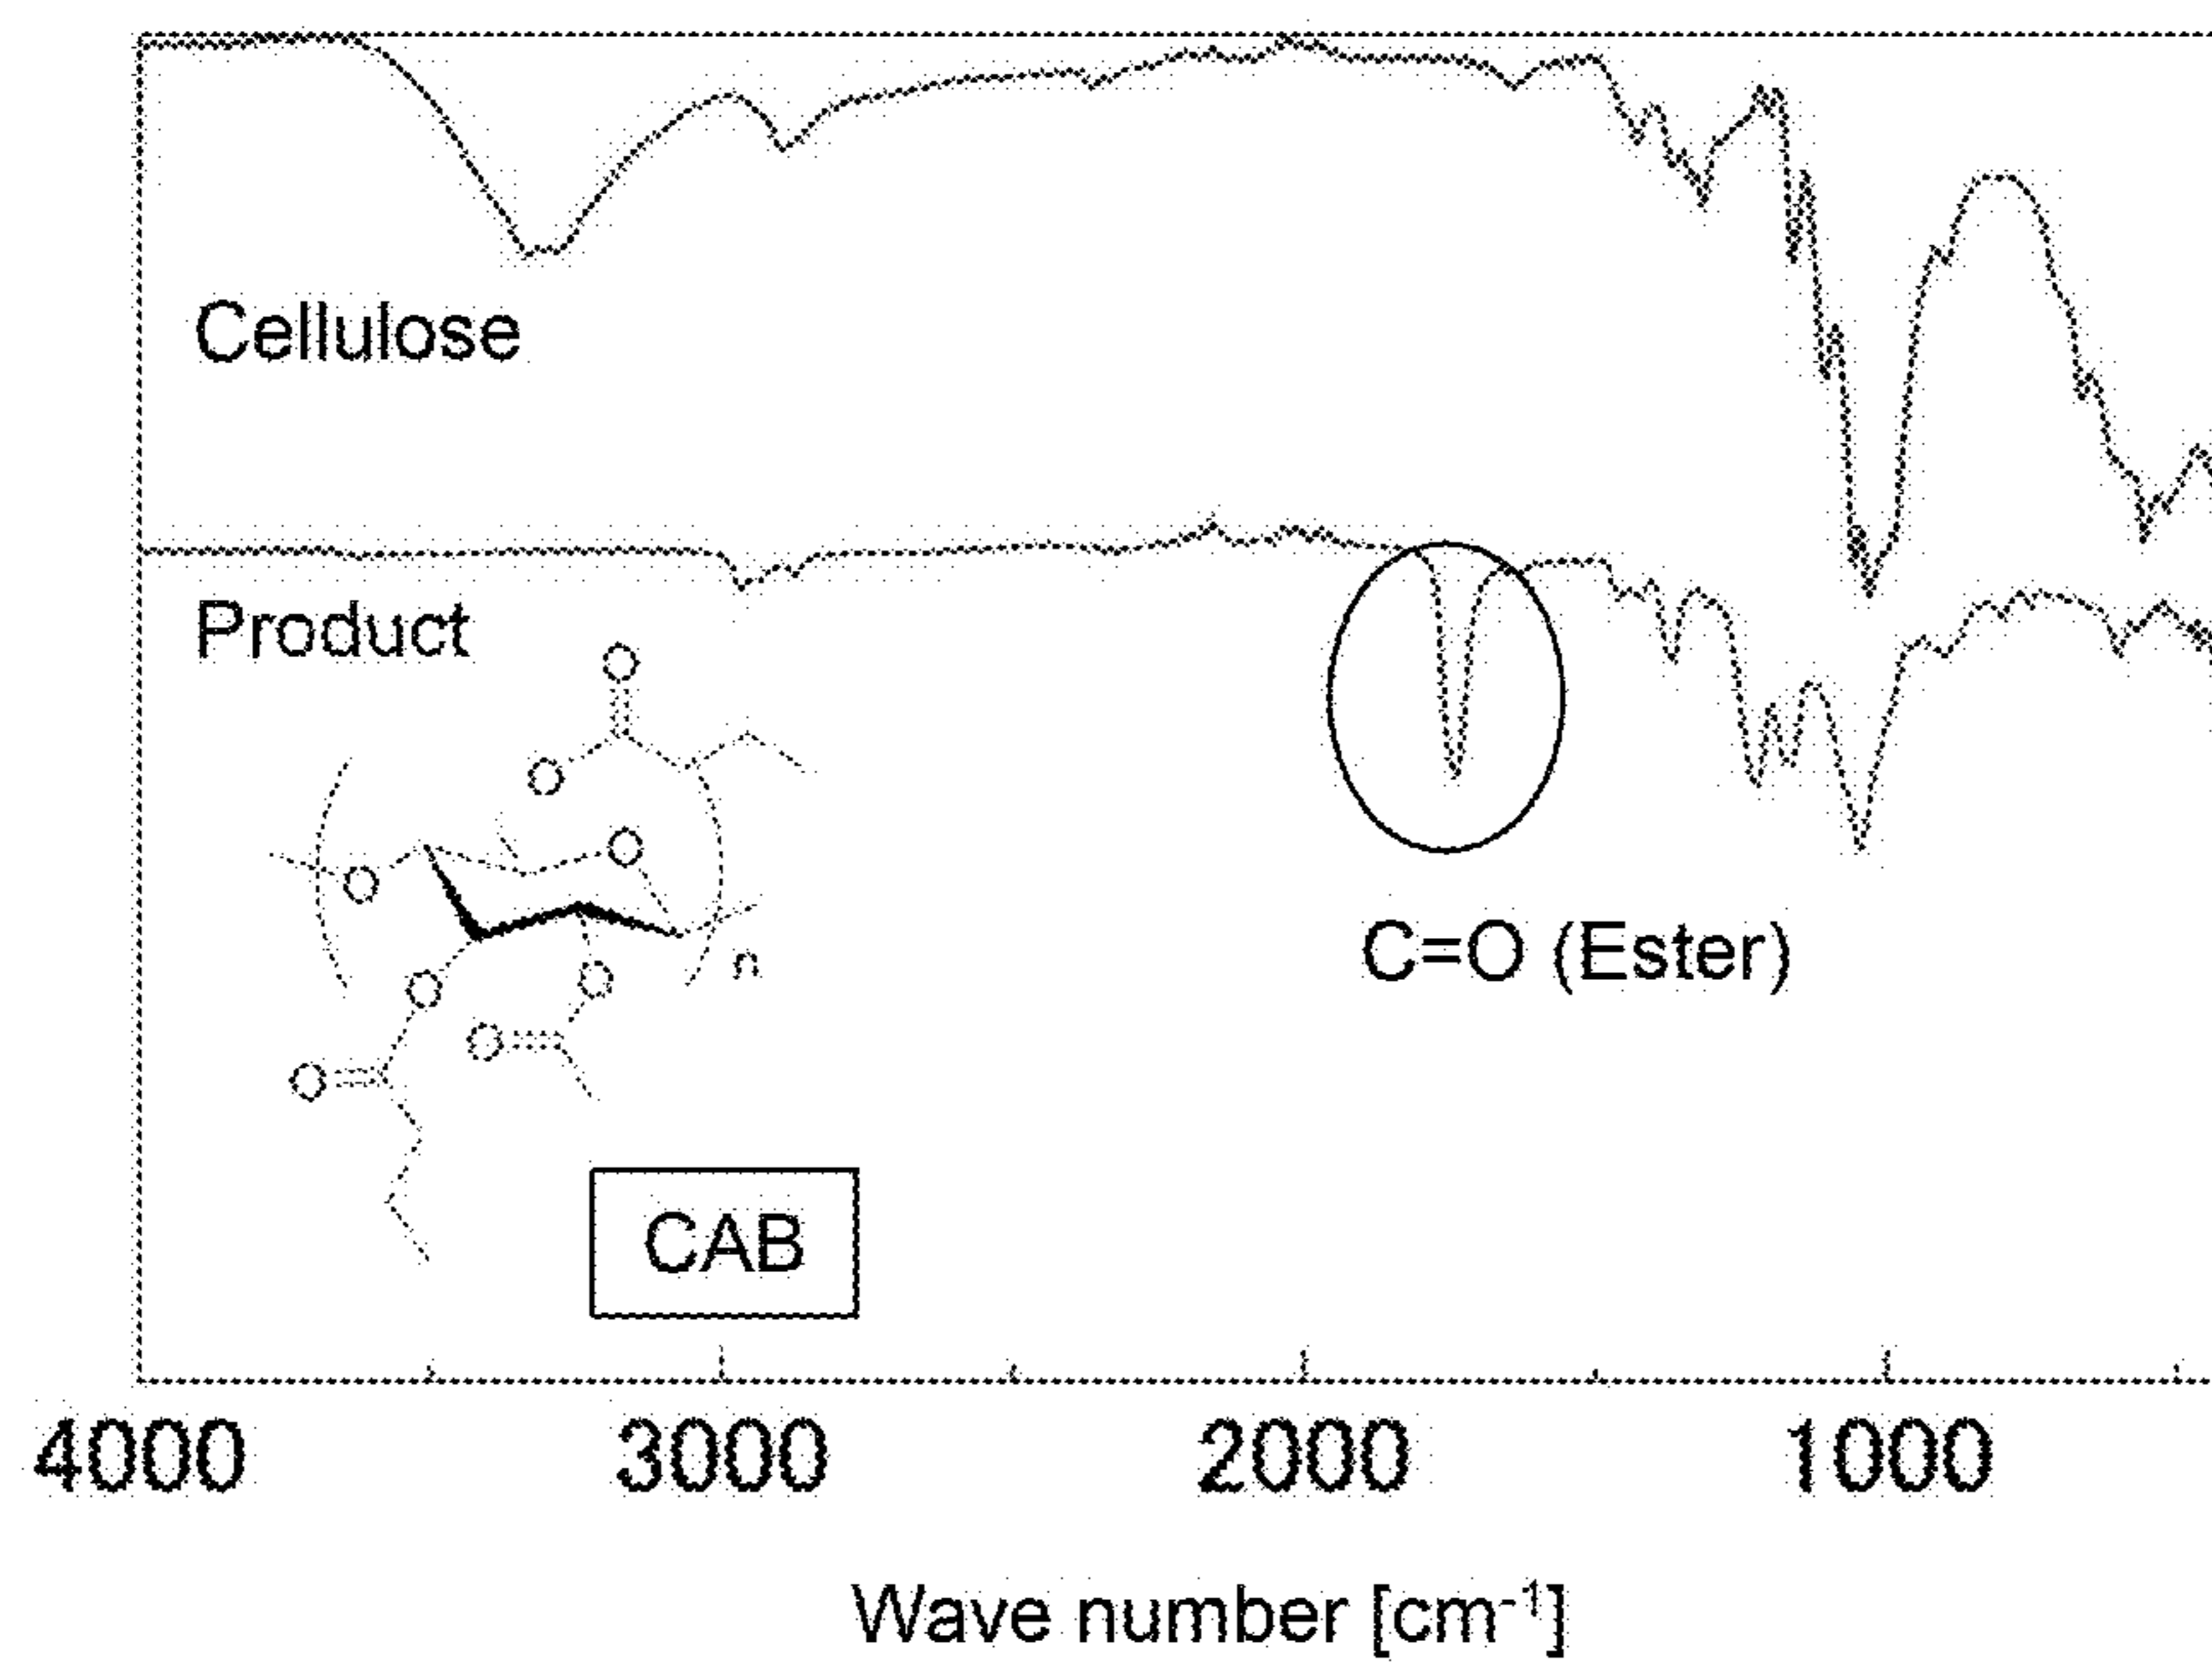 Cellulose
Product
O
O
O
O
n
O
O
O
O
C=O (Ester)
CAB
4000 3000 2000 1000
Wave number [cm⁻¹]